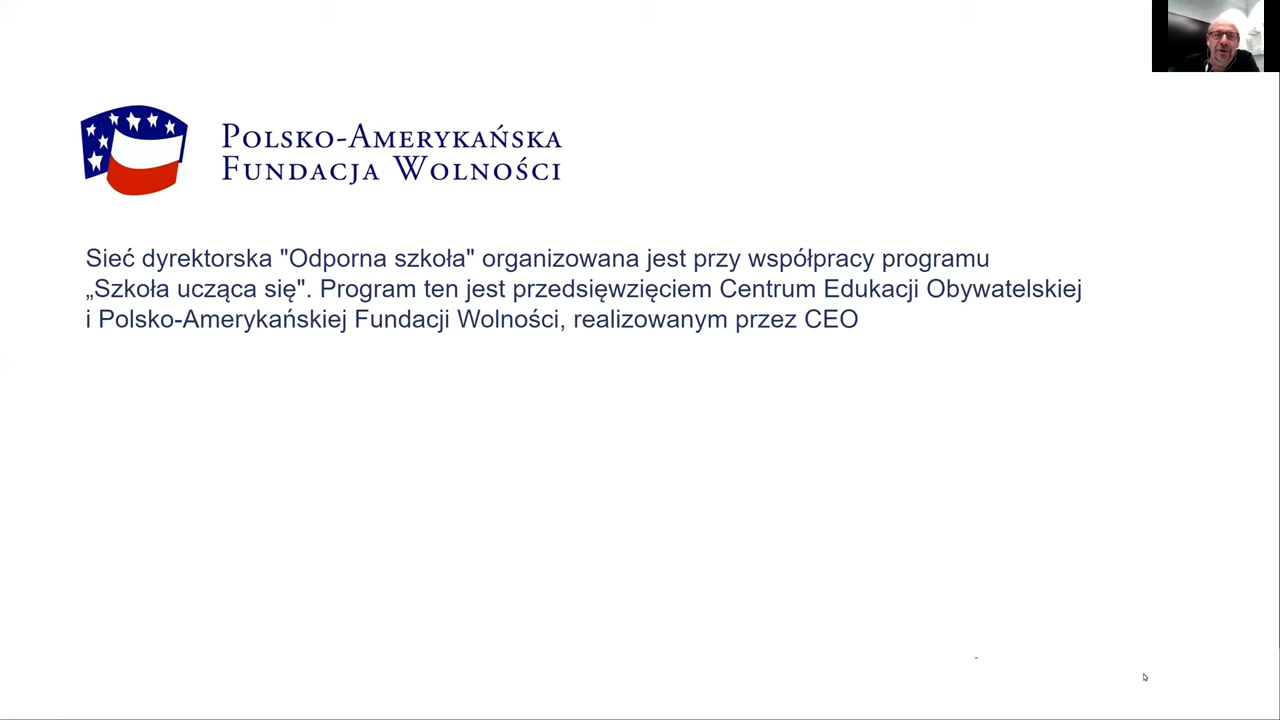 Polsko-Amerykańska
Fundacja Wolności
Sieć dyrektorska "Odporna szkoła" organizowana jest przy współpracy programu
„Szkoła ucząca się". Program ten jest przedsięwzięciem Centrum Edukacji Obywatelskiej
i Polsko-Amerykańskiej Fundacji Wolności, realizowanym przez CEO